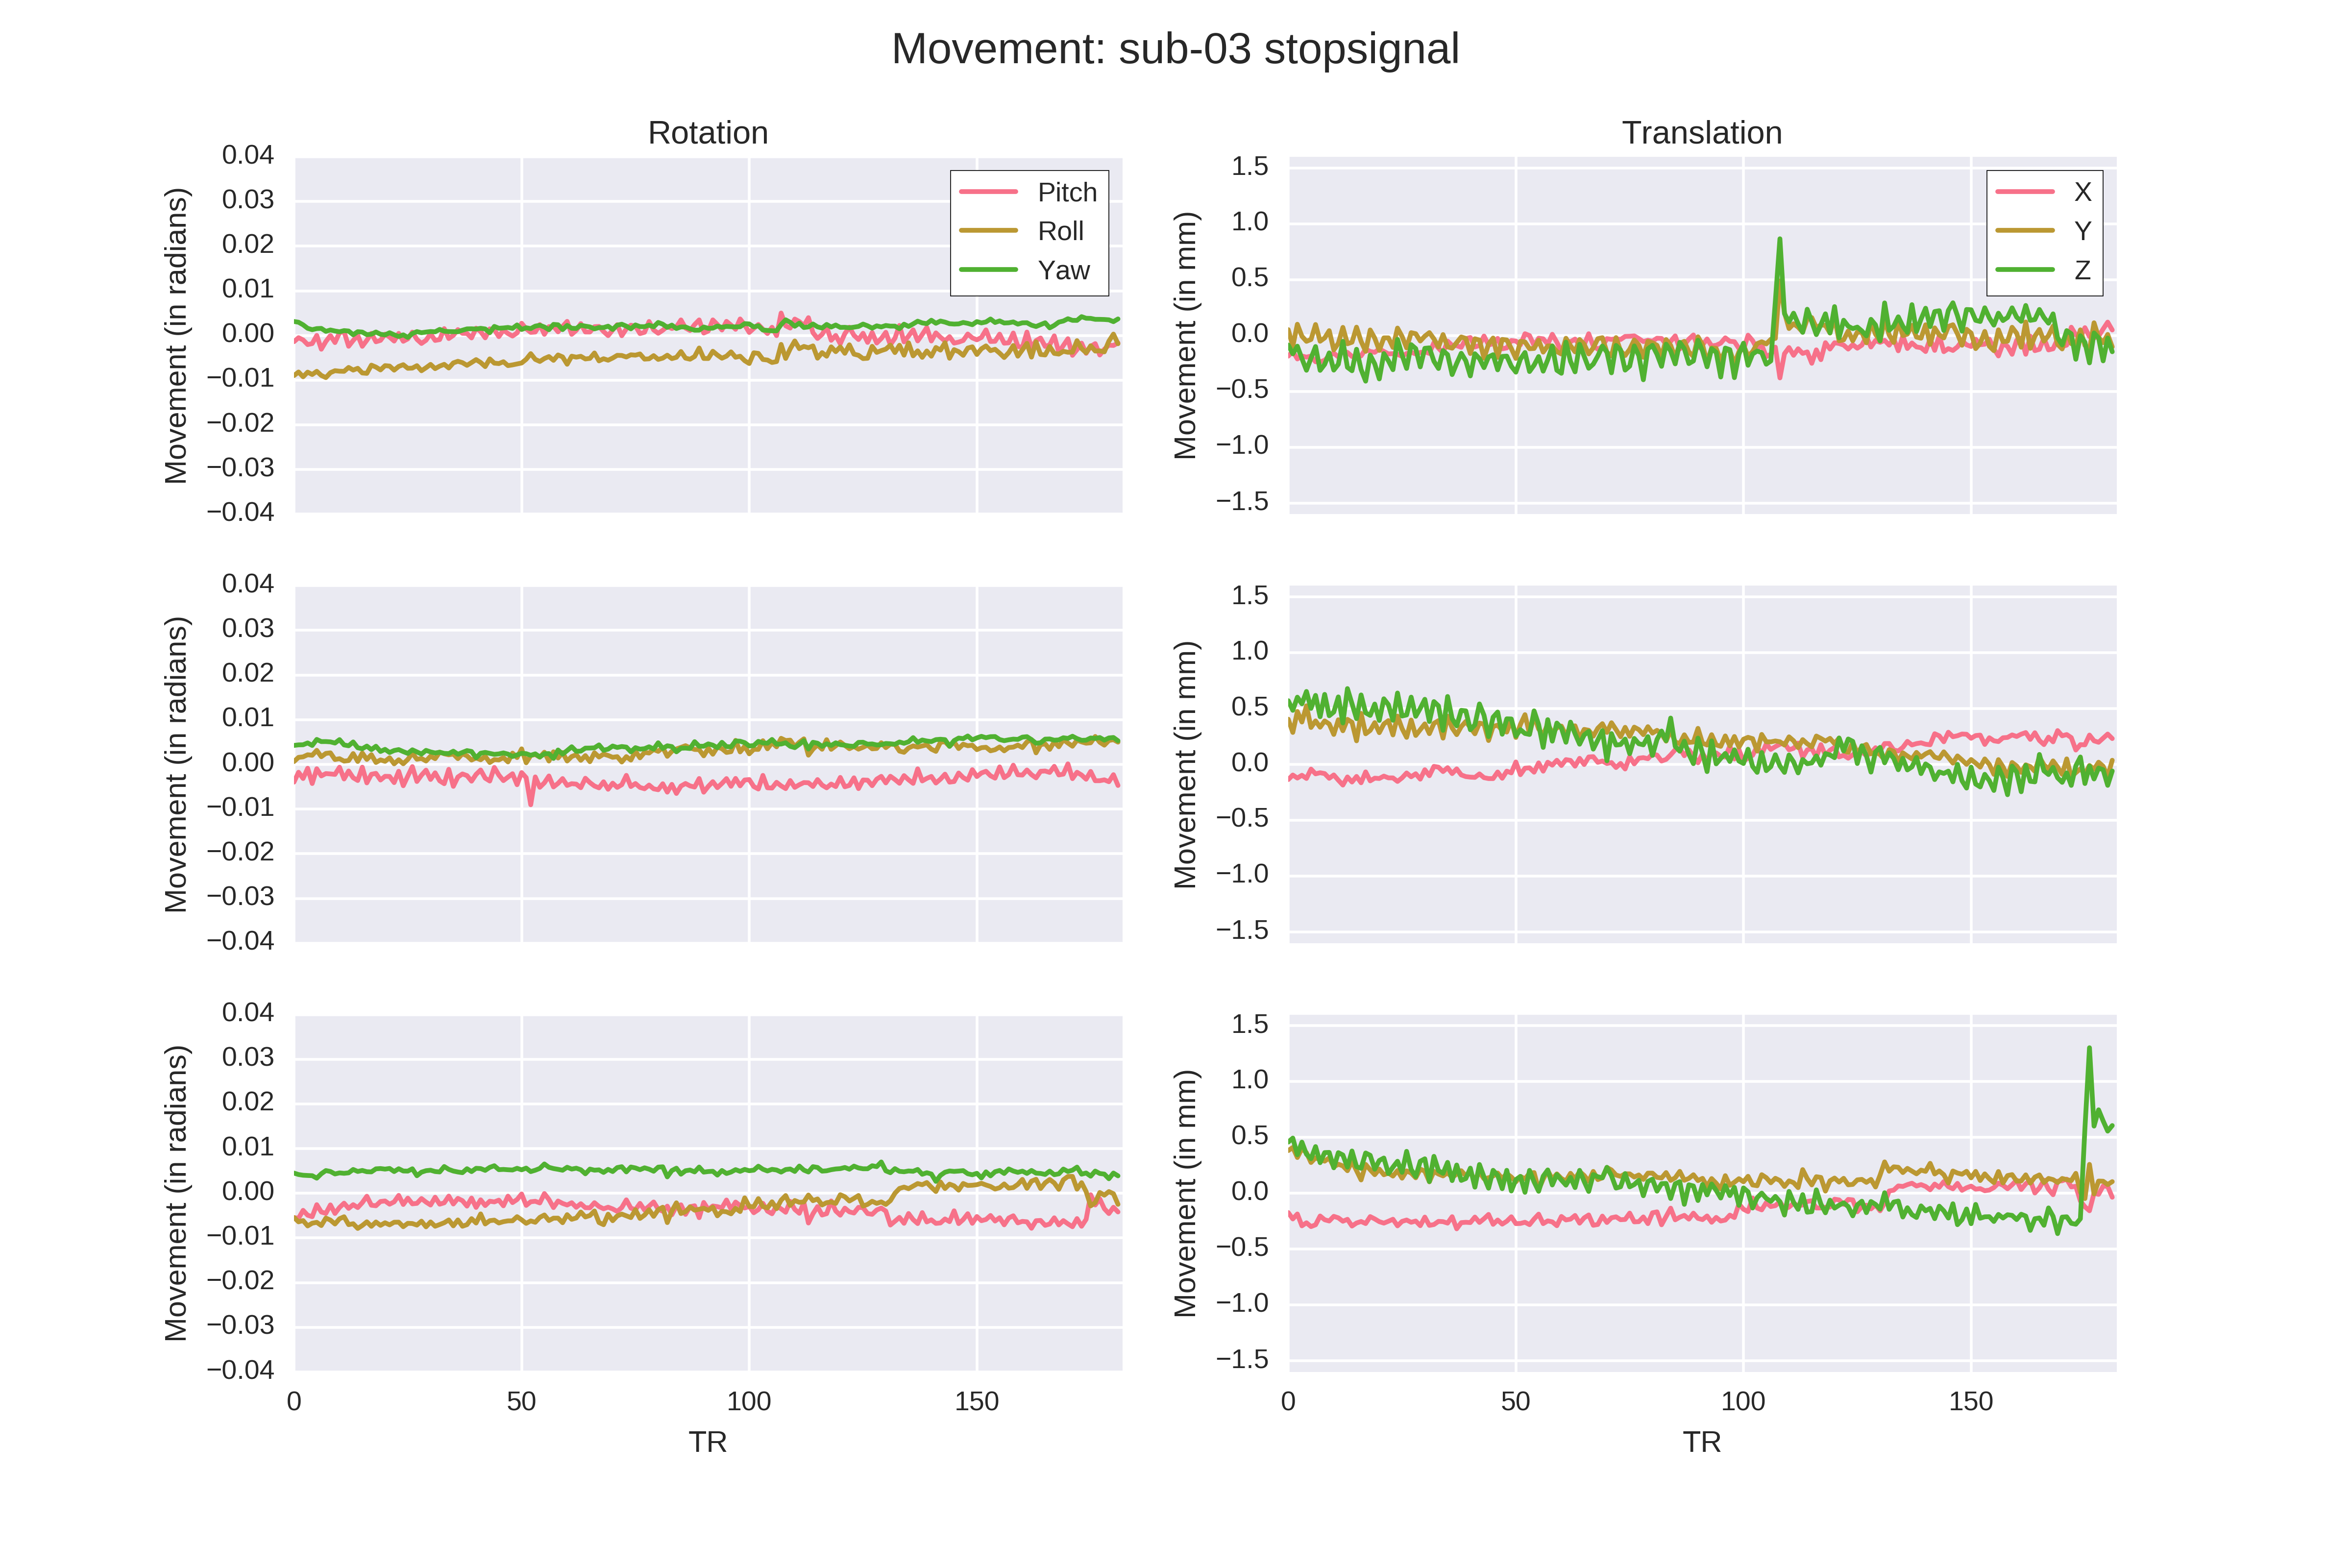 Movement: sub-03 stopsignal
Rotation
Movement (in radians)
0.04
0.03
0.02
0.01
0.00
−0.01
−0.02
−0.03
−0.04
Pitch
Roll
Yaw
Translation
Movement (in mm)
1.5
1.0
0.5
0.0
−0.5
−1.0
−1.5
X
Y
Z
Movement (in radians)
0.04
0.03
0.02
0.01
0.00
−0.01
−0.02
−0.03
−0.04
Movement (in mm)
1.5
1.0
0.5
0.0
−0.5
−1.0
−1.5
Movement (in radians)
0.04
0.03
0.02
0.01
0.00
−0.01
−0.02
−0.03
−0.04
0 50 100 150
TR
Movement (in mm)
1.5
1.0
0.5
0.0
−0.5
−1.0
−1.5
0 50 100 150
TR